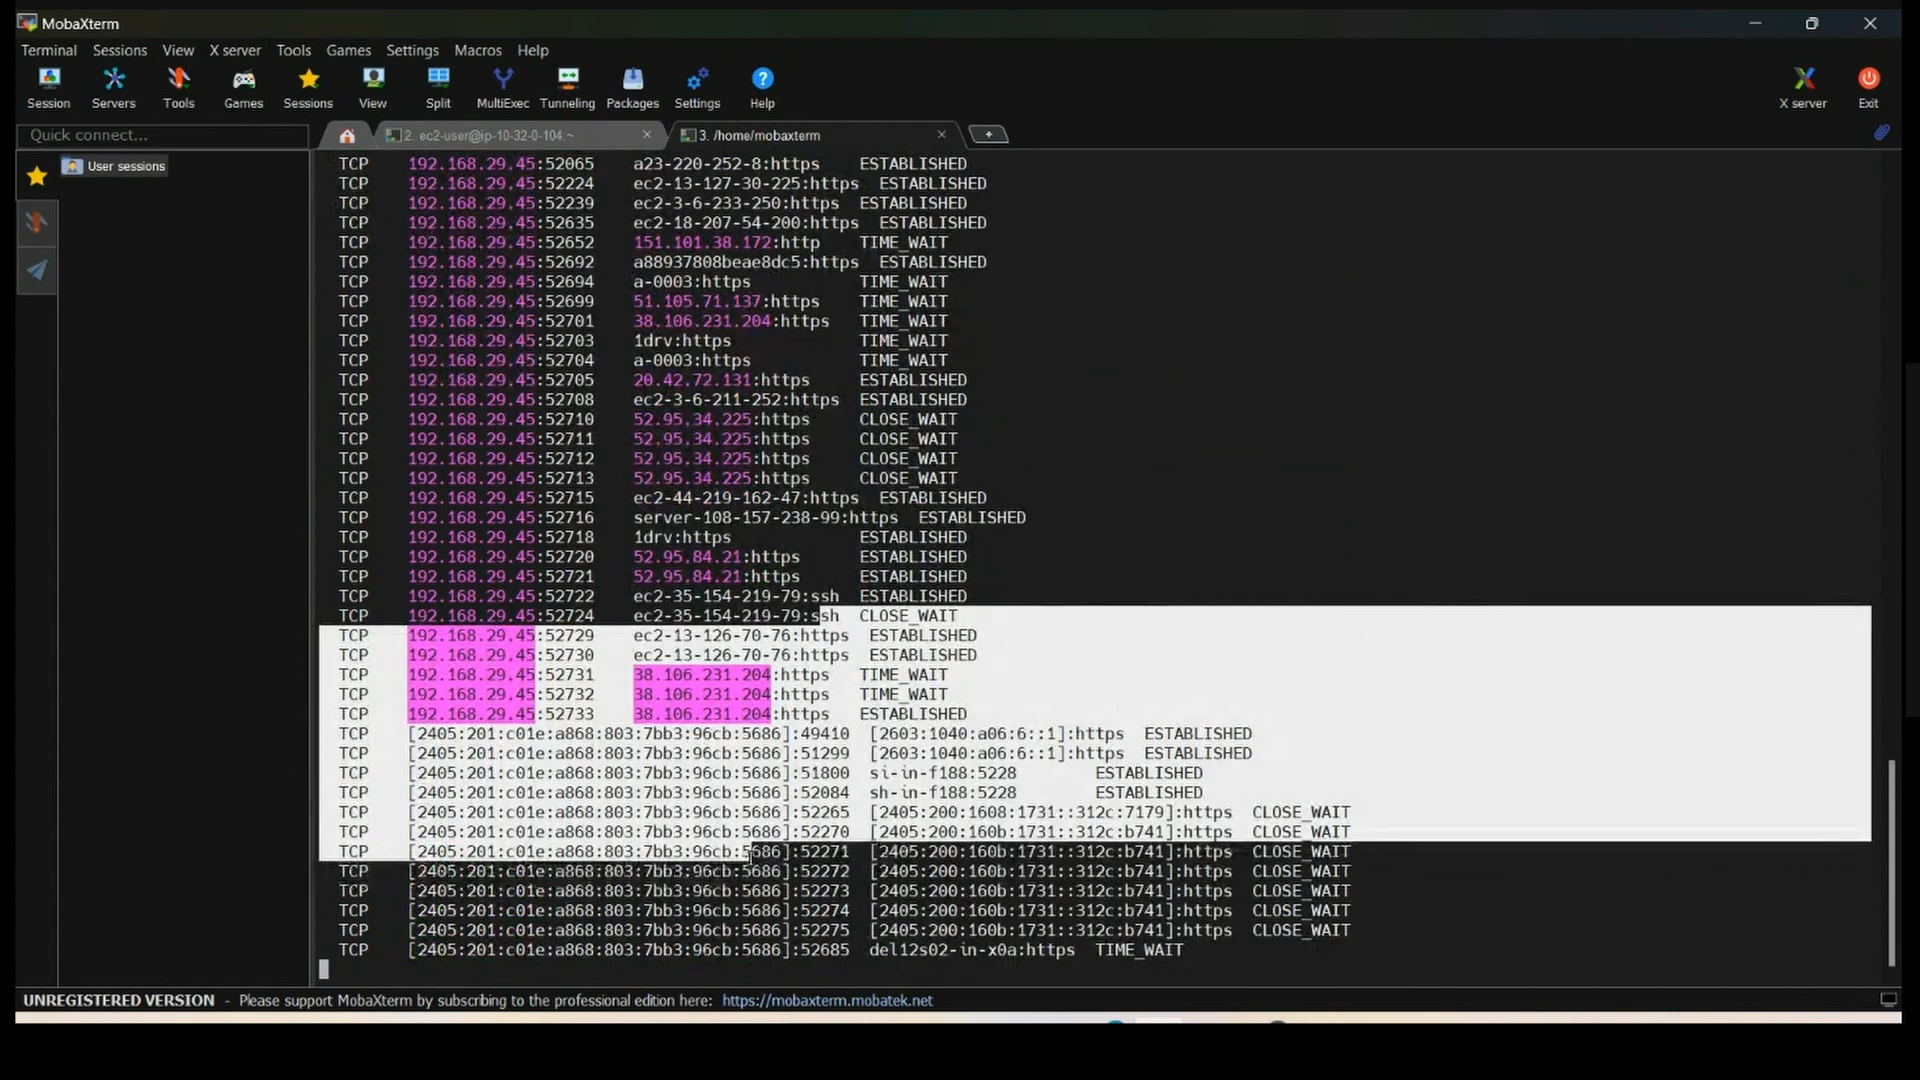 MobaXterm
Terminal Sessions View X server Tools Games Settings Macros Help
Session Servers Tools Games Sessions View Split MultiExec Tunneling Packages Settings Help X server Exit
Quick connect... 2. ec2-user@ip-10-32-0-104:~ 3. /home/mobaxterm
User sessions
TCP 192.168.29.45:52065 a23-220-252-8:https ESTABLISHED
TCP 192.168.29.45:52224 ec2-13-127-30-225:https ESTABLISHED
TCP 192.168.29.45:52239 ec2-3-6-233-250:https ESTABLISHED
TCP 192.168.29.45:52635 ec2-18-207-54-200:https ESTABLISHED
TCP 192.168.29.45:52652 151.101.38.172:http TIME_WAIT
TCP 192.168.29.45:52692 a88937808beae8dc5:https ESTABLISHED
TCP 192.168.29.45:52694 a-0003:https TIME_WAIT
TCP 192.168.29.45:52699 51.105.71.137:https TIME_WAIT
TCP 192.168.29.45:52701 38.106.231.204:https TIME_WAIT
TCP 192.168.29.45:52703 1drv:https TIME_WAIT
TCP 192.168.29.45:52704 a-0003:https TIME_WAIT
TCP 192.168.29.45:52705 20.42.72.131:https ESTABLISHED
TCP 192.168.29.45:52708 ec2-3-6-211-252:https ESTABLISHED
TCP 192.168.29.45:52710 52.95.34.225:https CLOSE_WAIT
TCP 192.168.29.45:52711 52.95.34.225:https CLOSE_WAIT
TCP 192.168.29.45:52712 52.95.34.225:https CLOSE_WAIT
TCP 192.168.29.45:52713 52.95.34.225:https CLOSE_WAIT
TCP 192.168.29.45:52715 ec2-44-219-162-47:https ESTABLISHED
TCP 192.168.29.45:52716 server-108-157-238-99:https ESTABLISHED
TCP 192.168.29.45:52718 1drv:https ESTABLISHED
TCP 192.168.29.45:52720 52.95.84.21:https ESTABLISHED
TCP 192.168.29.45:52721 52.95.84.21:https ESTABLISHED
TCP 192.168.29.45:52722 ec2-35-154-219-79:ssh ESTABLISHED
TCP 192.168.29.45:52724 ec2-35-154-219-79:ssh CLOSE_WAIT
TCP 192.168.29.45:52729 ec2-13-126-70-76:https ESTABLISHED
TCP 192.168.29.45:52730 ec2-13-126-70-76:https ESTABLISHED
TCP 192.168.29.45:52731 38.106.231.204:https TIME_WAIT
TCP 192.168.29.45:52732 38.106.231.204:https TIME_WAIT
TCP 192.168.29.45:52733 38.106.231.204:https ESTABLISHED
TCP [2405:201:c01e:a868:803:7bb3:96cb:5686]:49410 [2603:1040:a06:6::1]:https ESTABLISHED
TCP [2405:201:c01e:a868:803:7bb3:96cb:5686]:51299 [2603:1040:a06:6::1]:https ESTABLISHED
TCP [2405:201:c01e:a868:803:7bb3:96cb:5686]:51800 si-in-f188:5228 ESTABLISHED
TCP [2405:201:c01e:a868:803:7bb3:96cb:5686]:52084 sh-in-f188:5228 ESTABLISHED
TCP [2405:201:c01e:a868:803:7bb3:96cb:5686]:52265 [2405:200:1608:1731::312c:7179]:https CLOSE_WAIT
TCP [2405:201:c01e:a868:803:7bb3:96cb:5686]:52270 [2405:200:160b:1731::312c:b741]:https CLOSE_WAIT
TCP [2405:201:c01e:a868:803:7bb3:96cb:5686]:52271 [2405:200:160b:1731::312c:b741]:https CLOSE_WAIT
TCP [2405:201:c01e:a868:803:7bb3:96cb:5686]:52272 [2405:200:160b:1731::312c:b741]:https CLOSE_WAIT
TCP [2405:201:c01e:a868:803:7bb3:96cb:5686]:52273 [2405:200:160b:1731::312c:b741]:https CLOSE_WAIT
TCP [2405:201:c01e:a868:803:7bb3:96cb:5686]:52274 [2405:200:160b:1731::312c:b741]:https CLOSE_WAIT
TCP [2405:201:c01e:a868:803:7bb3:96cb:5686]:52275 [2405:200:160b:1731::312c:b741]:https CLOSE_WAIT
TCP [2405:201:c01e:a868:803:7bb3:96cb:5686]:52685 del12s02-in-x0a:https TIME_WAIT
UNREGISTERED VERSION - Please support MobaXterm by subscribing to the professional edition here: https://mobaxterm.mobatek.net